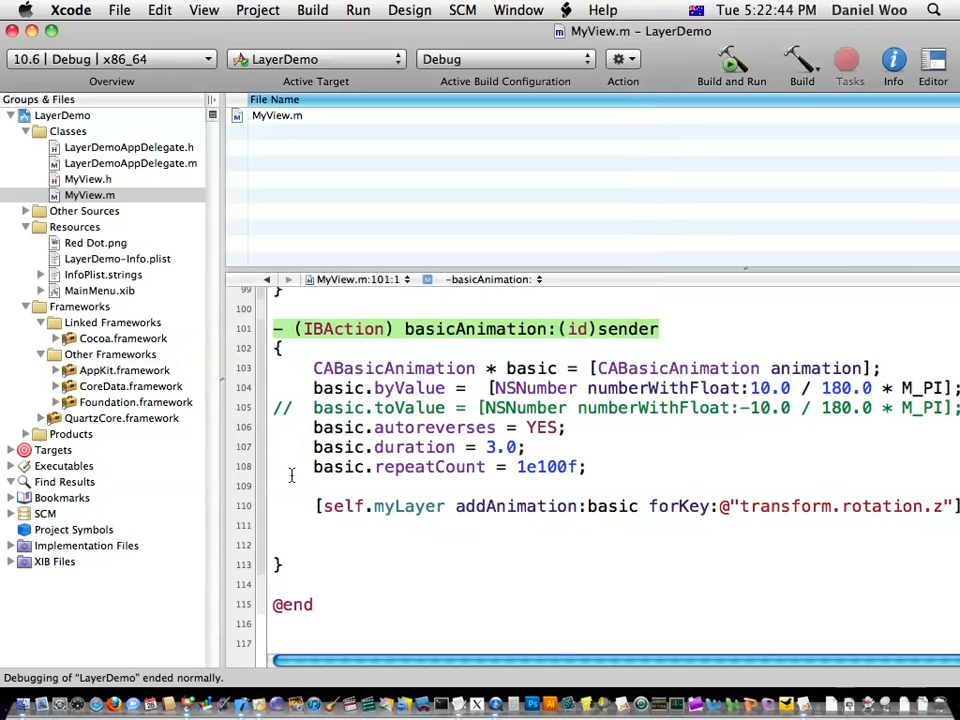 Xcode File Edit View Project Build Run Design SCM Window Help Tue 5:22:44 PM Daniel Woo
MyView.m – LayerDemo
10.6 | Debug | x86_64 LayerDemo Debug
Overview Active Target Active Build Configuration Action Build and Run Build Tasks Info Editor
Groups & Files
LayerDemo
Classes
LayerDemoAppDelegate.h
LayerDemoAppDelegate.m
MyView.h
MyView.m
Other Sources
Resources
Red Dot.png
LayerDemo-Info.plist
InfoPlist.strings
MainMenu.xib
Frameworks
Linked Frameworks
Cocoa.framework
Other Frameworks
AppKit.framework
CoreData.framework
Foundation.framework
QuartzCore.framework
Products
Targets
Executables
Find Results
Bookmarks
SCM
Project Symbols
Implementation Files
XIB Files
File Name
MyView.m
MyView.m:101:1 -basicAnimation:
99 }
100
101 - (IBAction) basicAnimation:(id)sender
102 {
103 CABasicAnimation * basic = [CABasicAnimation animation];
104 basic.byValue = [NSNumber numberWithFloat:10.0 / 180.0 * M_PI];
105 // basic.toValue = [NSNumber numberWithFloat:-10.0 / 180.0 * M_PI];
106 basic.autoreverses = YES;
107 basic.duration = 3.0;
108 basic.repeatCount = 1e100f;
109
110 [self.myLayer addAnimation:basic forKey:@"transform.rotation.z"]
111
112
113 }
114
115 @end
116
117
Debugging of "LayerDemo" ended normally.